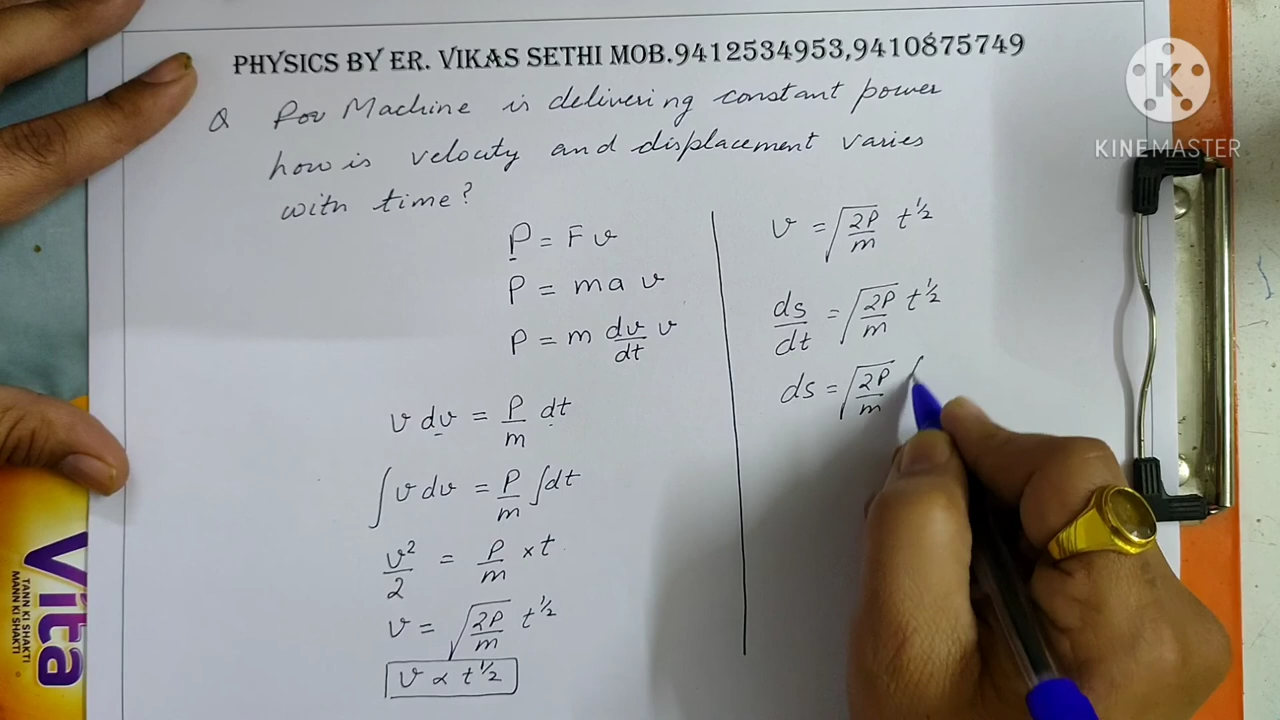 PHYSICS BY ER. VIKAS SETHI MOB.9412534953,9410875749
Q For Machine is delivering constant power
how is velocity and displacement varies
with time?
P = F v
P = m a v
P = m dv/dt v
v dv = P/m dt
∫ v dv = P/m ∫dt
v²/2 = P/m × t
v = √(2P/m) t^1/2
v ∝ t^1/2
v = √(2P/m) t^1/2
ds/dt = √(2P/m) t^1/2
ds = √(2P/m)
K
KINEMASTER
Vita
TANN KI SHAKTI
MANN KI SHAKTI